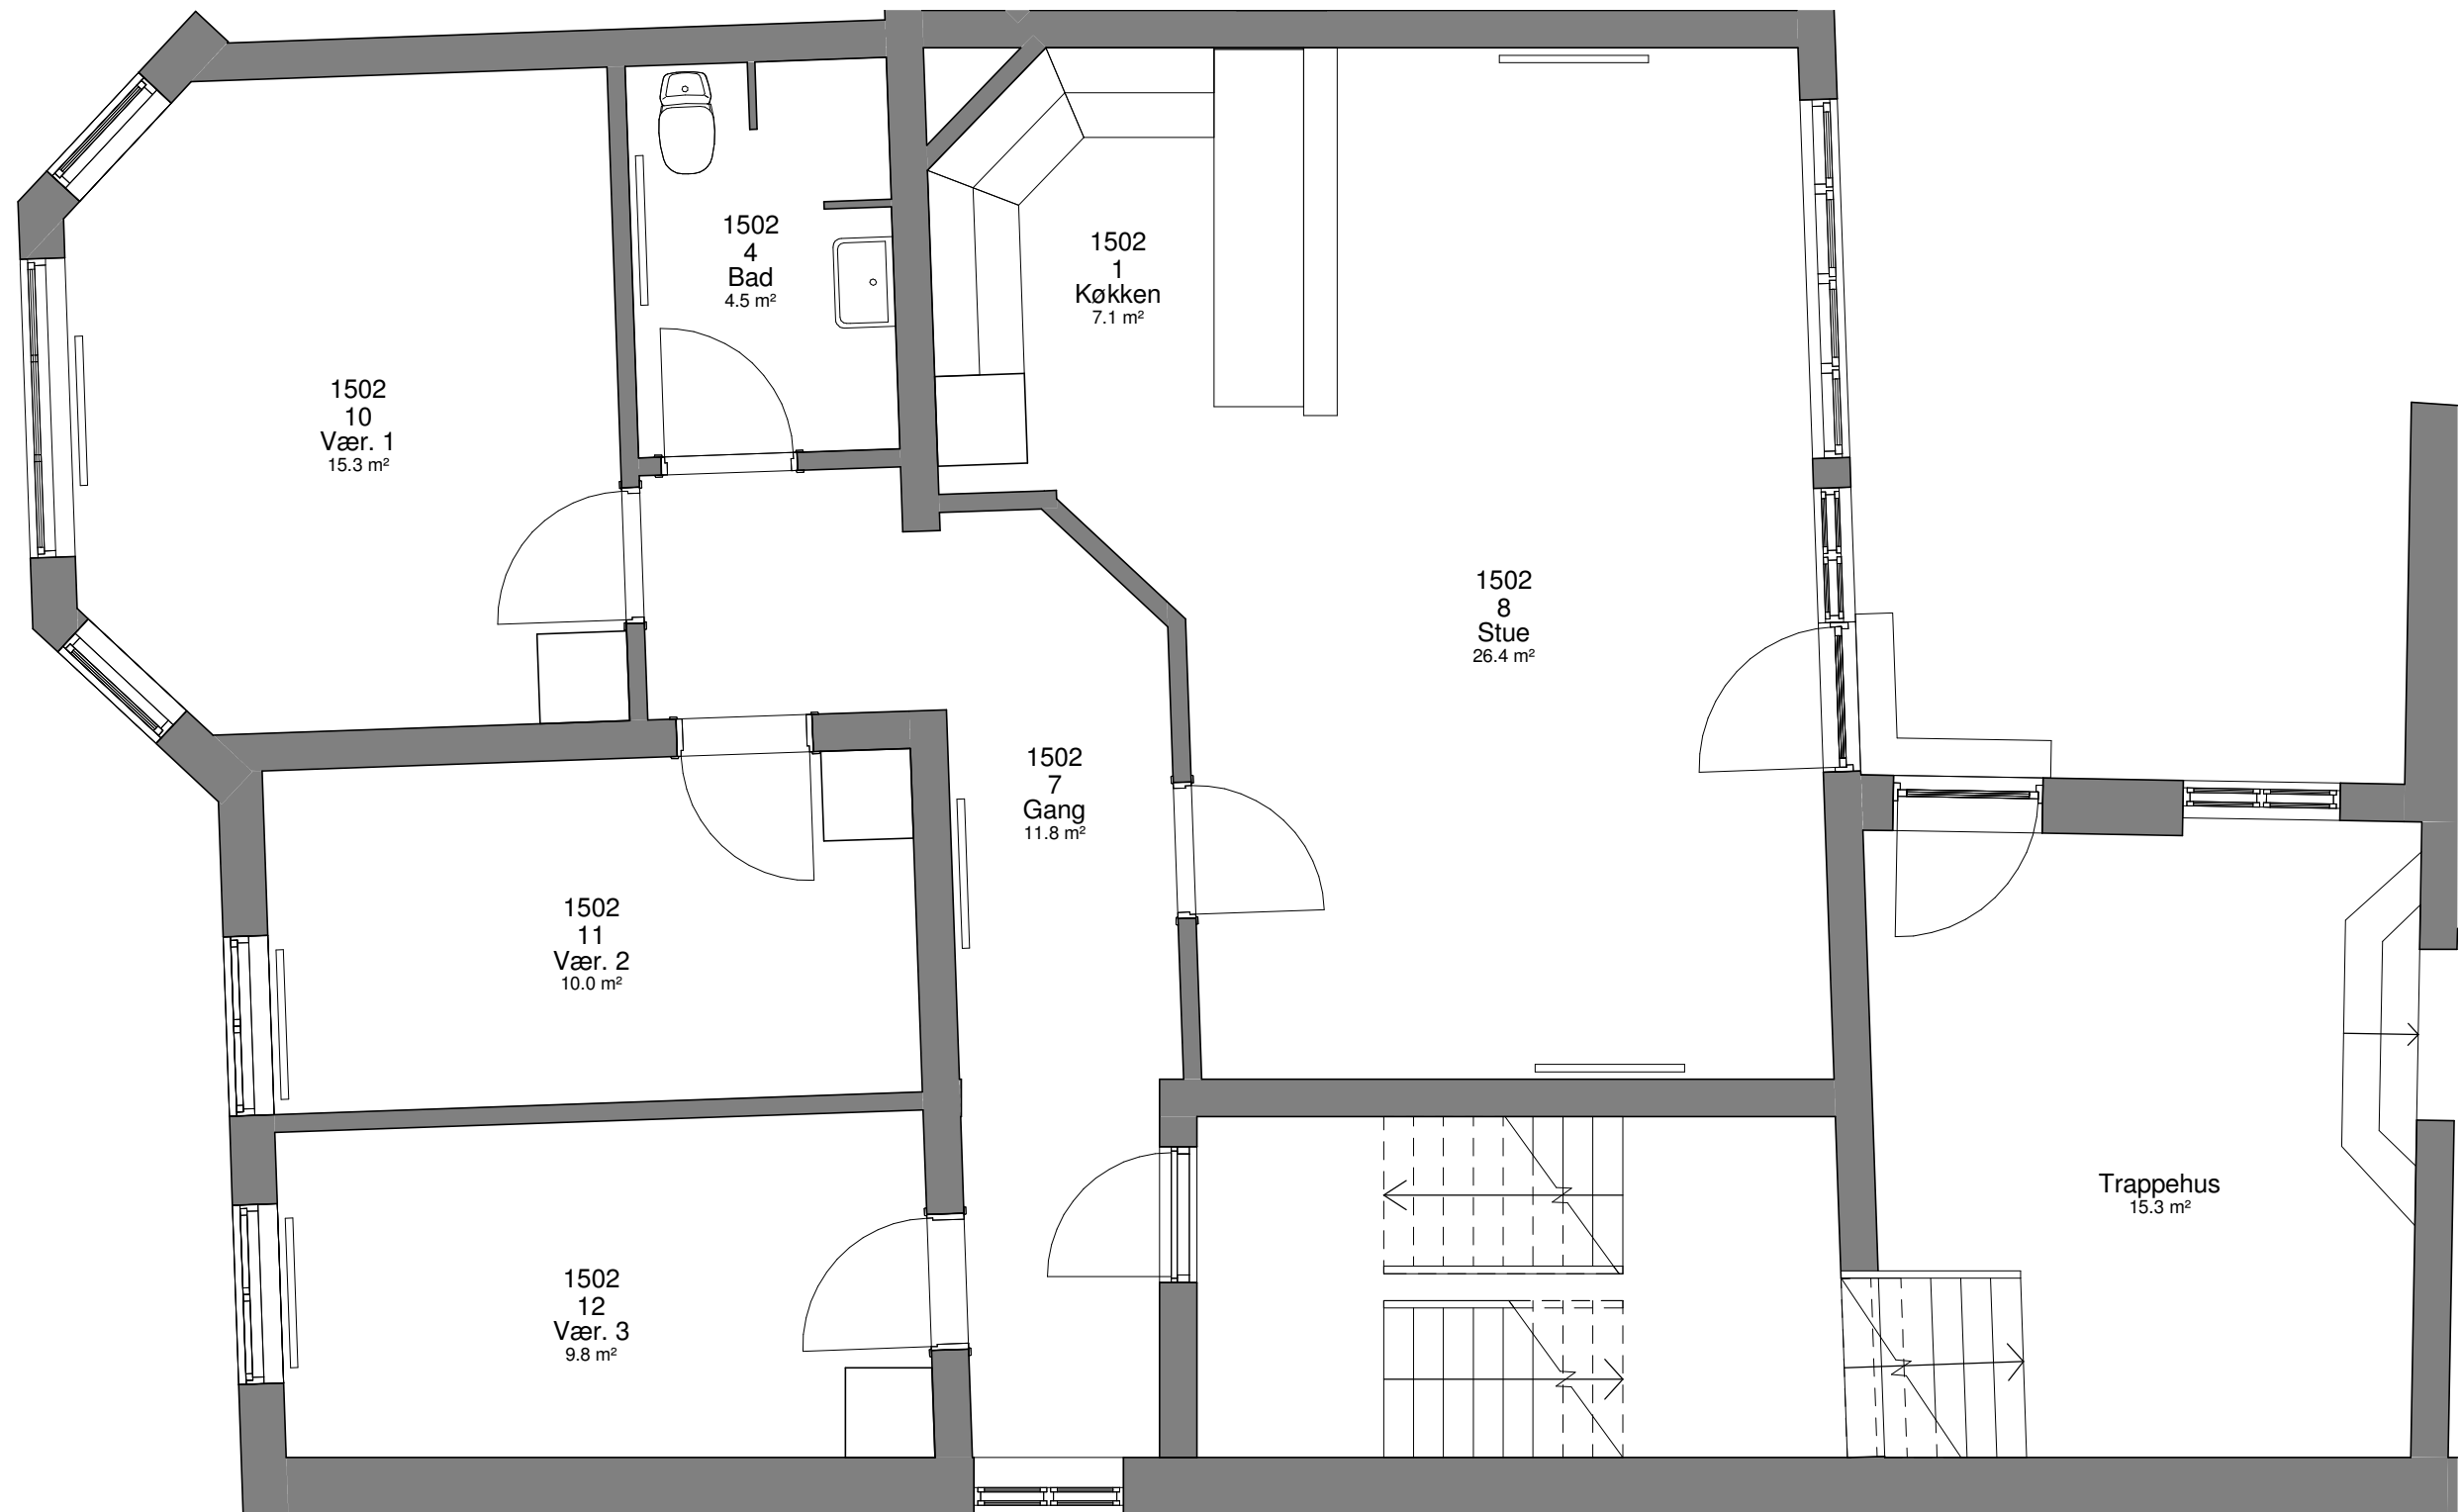 1502
4
Bad
4.5 m²
1502
1
Køkken
7.1 m²
1502
10
Vær. 1
15.3 m²
1502
8
Stue
26.4 m²
1502
7
Gang
11.8 m²
1502
11
Vær. 2
10.0 m²
Trappehus
15.3 m²
1502
12
Vær. 3
9.8 m²